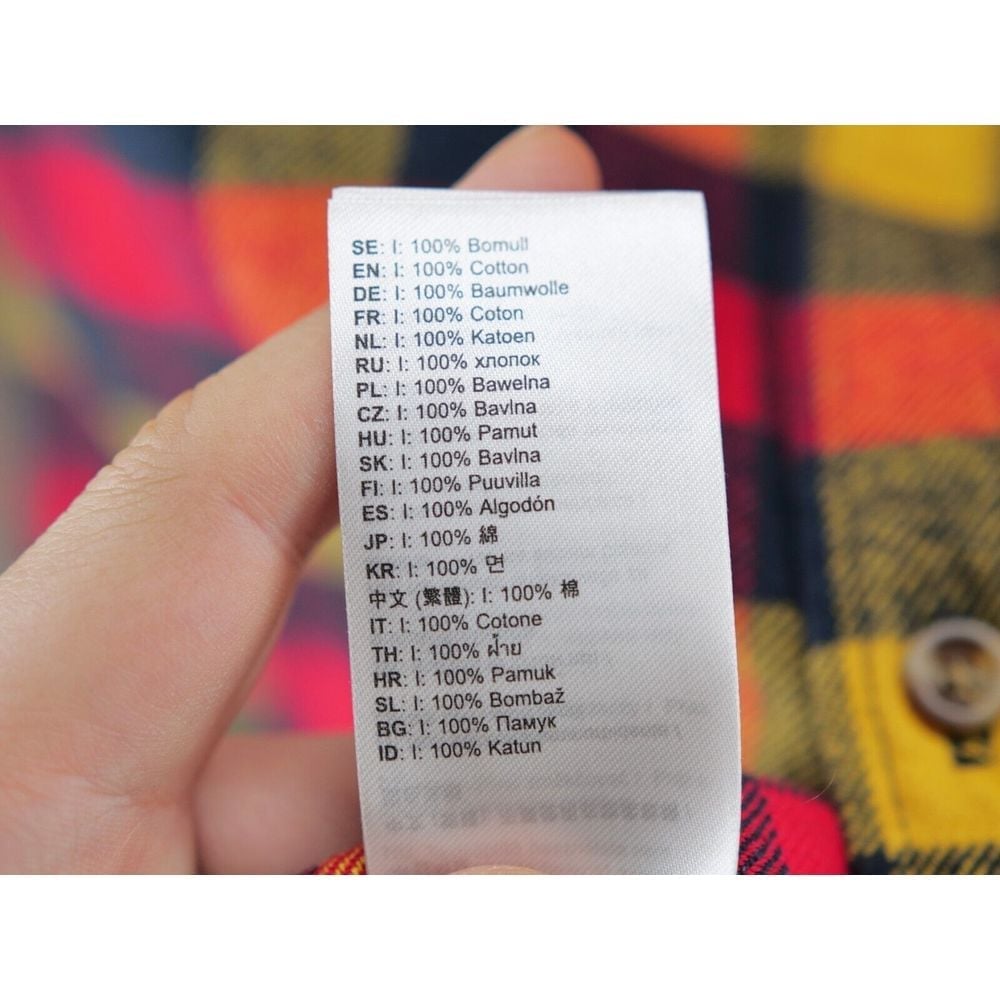 SE: I: 100% Bomull
EN: I: 100% Cotton
DE: I: 100% Baumwolle
FR: I: 100% Coton
NL: I: 100% Katoen
RU: I: 100% хлопок
PL: I: 100% Bawełna
CZ: I: 100% Bavlna
HU: I: 100% Pamut
SK: I: 100% Bavlna
FI: I: 100% Puuvilla
ES: I: 100% Algodón
JP: I: 100% 綿
KR: I: 100% 면
中文 (繁體): I: 100% 棉
IT: I: 100% Cotone
TH: I: 100% ฝ้าย
HR: I: 100% Pamuk
SL: I: 100% Bombaž
BG: I: 100% Памук
ID: I: 100% Katun